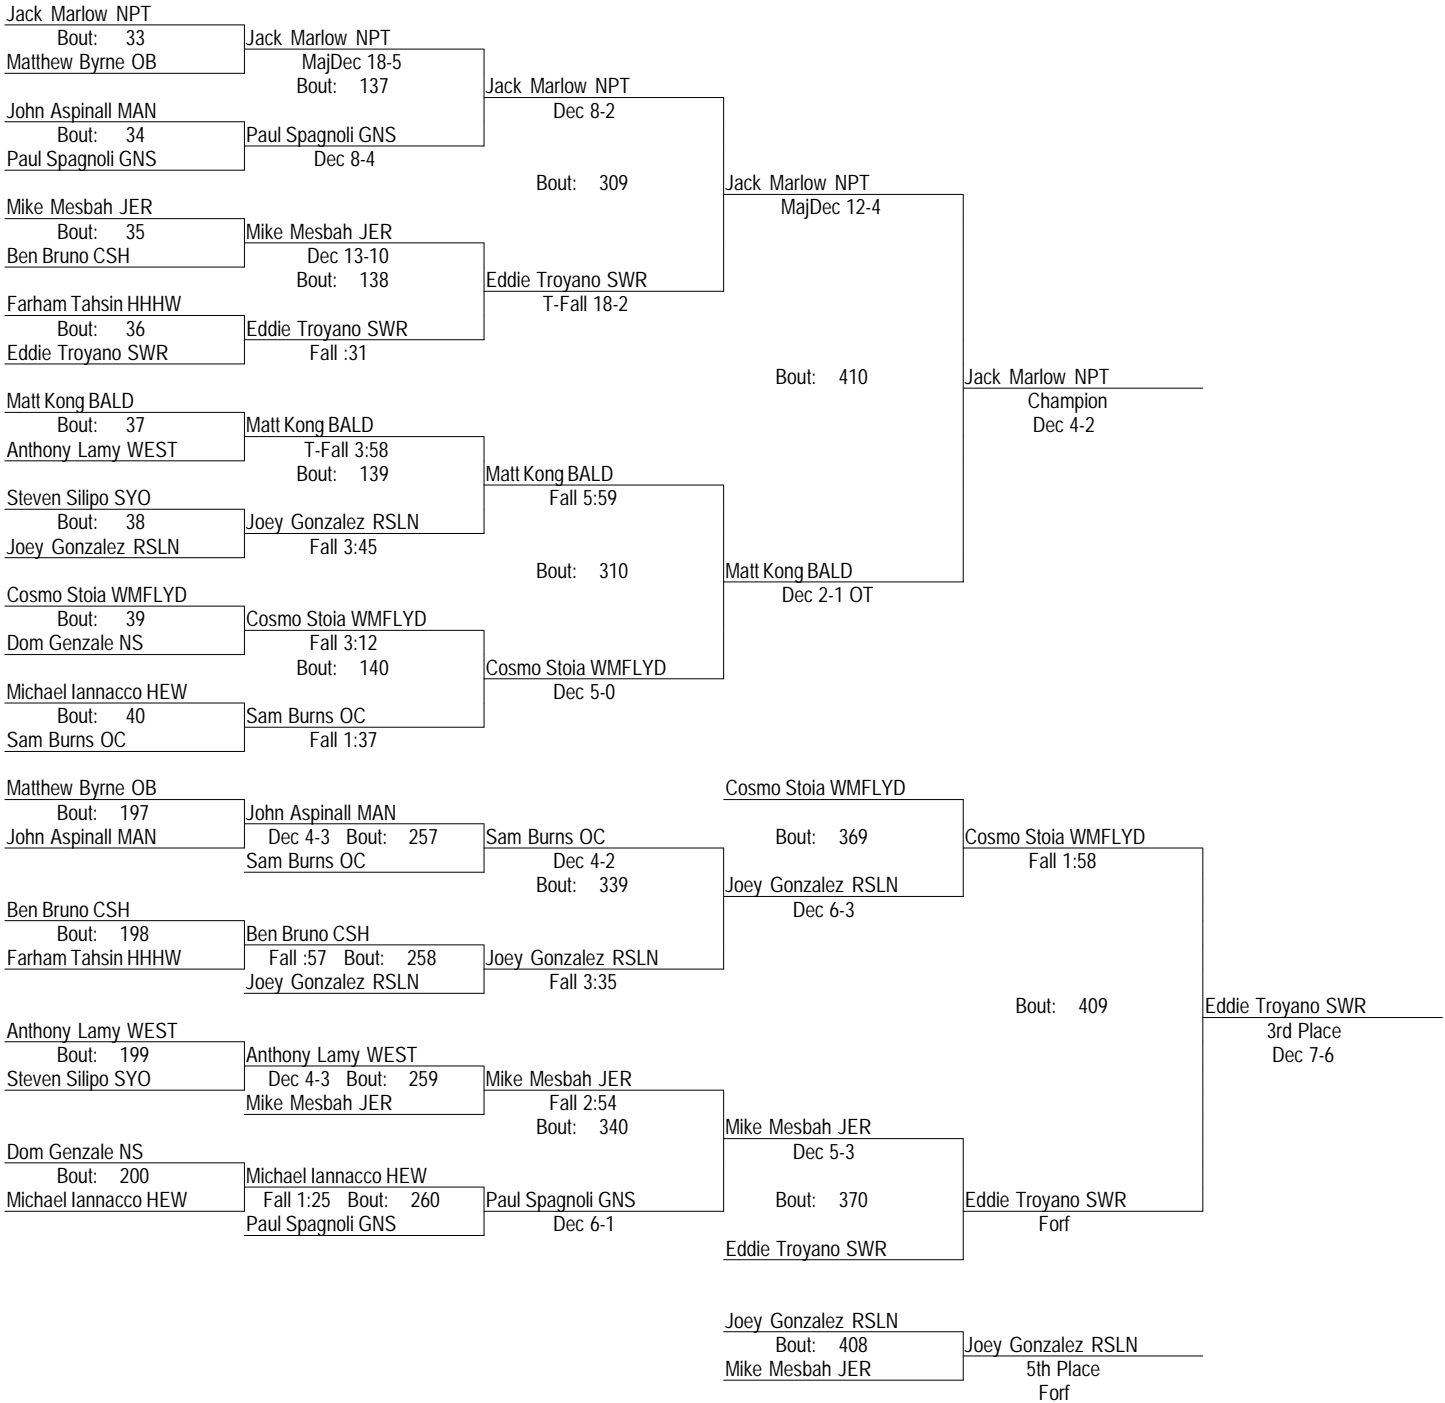 Jack Marlow NPT
Bout: 33
Matthew Byrne OB
Jack Marlow NPT
MajDec 18-5
Bout: 137
John Aspinall MAN
Bout: 34
Paul Spagnoli GNS
Paul Spagnoli GNS
Dec 8-4
Jack Marlow NPT
Dec 8-2
Bout: 309
Mike Mesbah JER
Bout: 35
Ben Bruno CSH
Mike Mesbah JER
Dec 13-10
Bout: 138
Farham Tahsin HHHW
Bout: 36
Eddie Troyano SWR
Eddie Troyano SWR
Fall :31
Eddie Troyano SWR
T-Fall 18-2
Jack Marlow NPT
MajDec 12-4
Bout: 410
Jack Marlow NPT
Champion
Dec 4-2
Matt Kong BALD
Bout: 37
Anthony Lamy WEST
Matt Kong BALD
T-Fall 3:58
Bout: 139
Steven Silipo SYO
Bout: 38
Joey Gonzalez RSLN
Joey Gonzalez RSLN
Fall 3:45
Matt Kong BALD
Fall 5:59
Bout: 310
Matt Kong BALD
Dec 2-1 OT
Cosmo Stoia WMFLYD
Bout: 39
Dom Genzale NS
Cosmo Stoia WMFLYD
Fall 3:12
Bout: 140
Michael Iannacco HEW
Bout: 40
Sam Burns OC
Sam Burns OC
Fall 1:37
Cosmo Stoia WMFLYD
Dec 5-0
Matthew Byrne OB
Bout: 197
John Aspinall MAN
John Aspinall MAN
Dec 4-3 Bout: 257
Sam Burns OC
Sam Burns OC
Dec 4-2
Bout: 339
Ben Bruno CSH
Bout: 198
Farham Tahsin HHHW
Ben Bruno CSH
Fall :57 Bout: 258
Joey Gonzalez RSLN
Joey Gonzalez RSLN
Fall 3:35
Cosmo Stoia WMFLYD
Bout: 369
Joey Gonzalez RSLN
Dec 6-3
Cosmo Stoia WMFLYD
Fall 1:58
Bout: 409
Eddie Troyano SWR
3rd Place
Dec 7-6
Anthony Lamy WEST
Bout: 199
Steven Silipo SYO
Anthony Lamy WEST
Dec 4-3 Bout: 259
Mike Mesbah JER
Mike Mesbah JER
Fall 2:54
Bout: 340
Dom Genzale NS
Bout: 200
Michael Iannacco HEW
Michael Iannacco HEW
Fall 1:25 Bout: 260
Paul Spagnoli GNS
Paul Spagnoli GNS
Dec 6-1
Mike Mesbah JER
Dec 5-3
Bout: 370
Eddie Troyano SWR
Eddie Troyano SWR
Forf
Joey Gonzalez RSLN
Bout: 408
Mike Mesbah JER
Joey Gonzalez RSLN
5th Place
Forf